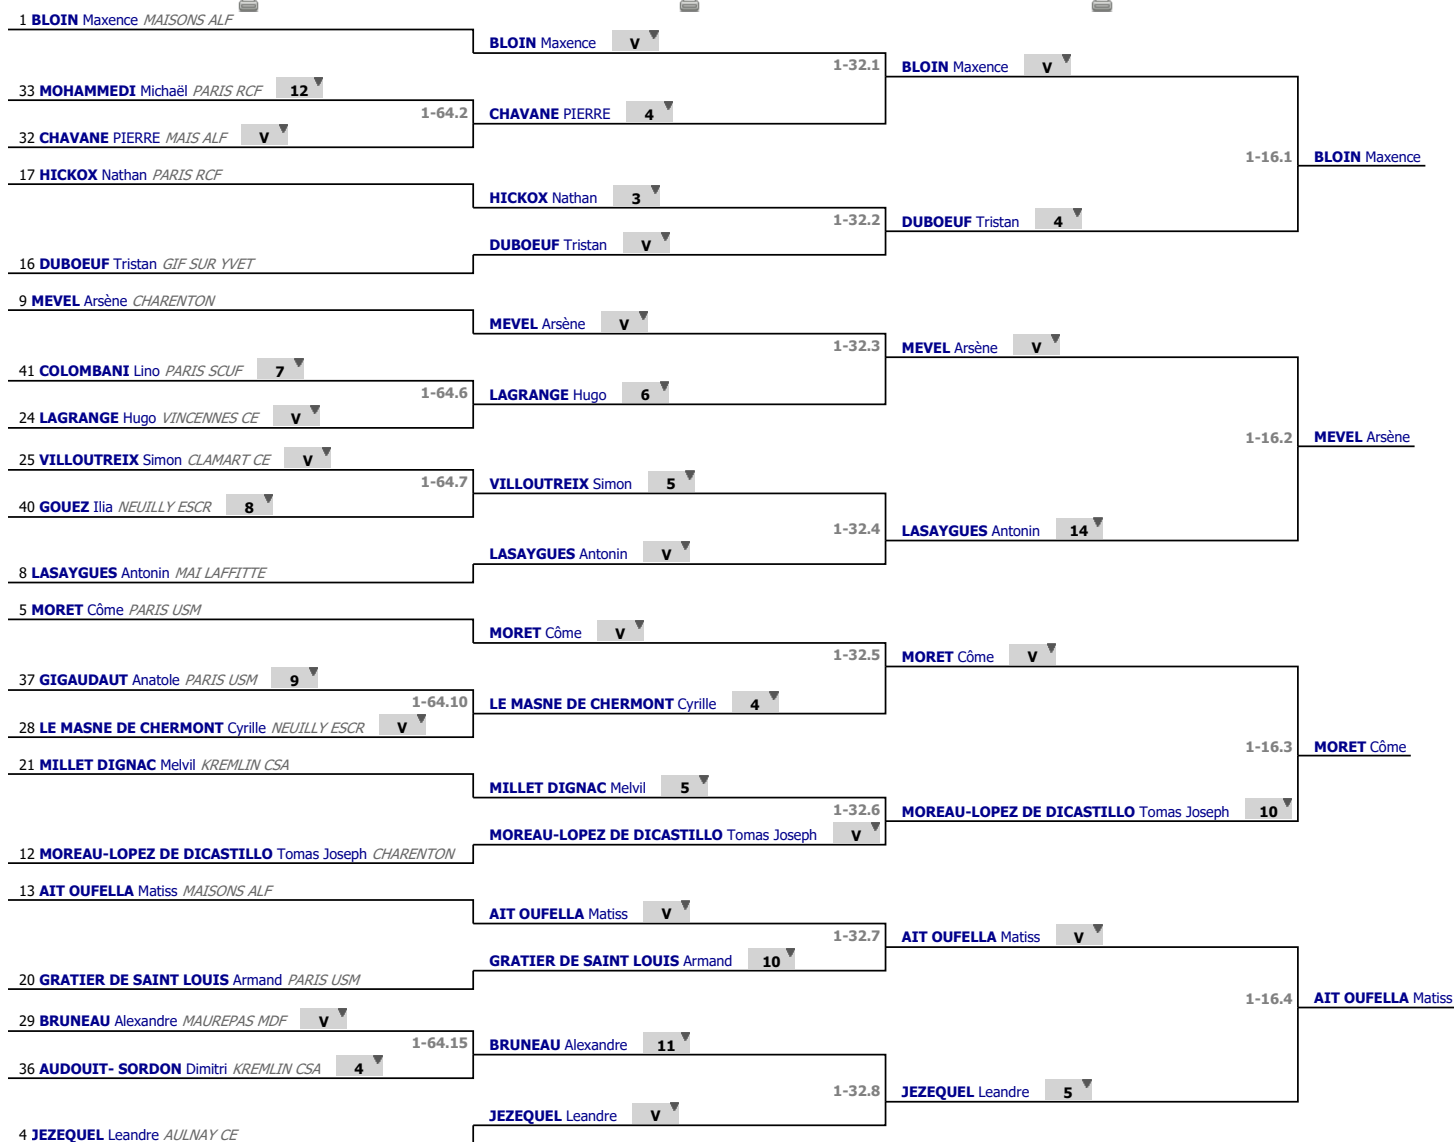 1 BLOIN Maxence MAISONS ALF
BLOIN Maxence V
1-32.1
BLOIN Maxence V
33 MOHAMMEDI Michaël PARIS RCF 12
1-64.2
CHAVANE PIERRE 4
32 CHAVANE PIERRE MAIS ALF V
1-16.1
BLOIN Maxence
17 HICKOX Nathan PARIS RCF
HICKOX Nathan 3
1-32.2
DUBOEUF Tristan 4
DUBOEUF Tristan V
16 DUBOEUF Tristan GIF SUR YVET
9 MEVEL Arsène CHARENTON
MEVEL Arsène V
1-32.3
MEVEL Arsène V
41 COLOMBANI Lino PARIS SCUF 7
1-64.6
LAGRANGE Hugo 6
24 LAGRANGE Hugo VINCENNES CE V
1-16.2
MEVEL Arsène
25 VILLOUTREIX Simon CLAMART CE V
1-64.7
VILLOUTREIX Simon 5
40 GOUEZ Ilia NEUILLY ESCR 8
1-32.4
LASAYGUES Antonin 14
LASAYGUES Antonin V
8 LASAYGUES Antonin MAI LAFFITTE
5 MORET Côme PARIS USM
MORET Côme V
1-32.5
MORET Côme V
37 GIGAUDAUT Anatole PARIS USM 9
1-64.10
LE MASNE DE CHERMONT Cyrille 4
28 LE MASNE DE CHERMONT Cyrille NEUILLY ESCR V
1-16.3
MORET Côme
21 MILLET DIGNAC Melvil KREMLIN CSA
MILLET DIGNAC Melvil 5
1-32.6
MOREAU-LOPEZ DE DICASTILLO Tomas Joseph 10
MOREAU-LOPEZ DE DICASTILLO Tomas Joseph V
12 MOREAU-LOPEZ DE DICASTILLO Tomas Joseph CHARENTON
13 AIT OUFELLA Matiss MAISONS ALF
AIT OUFELLA Matiss V
1-32.7
AIT OUFELLA Matiss V
GRATIER DE SAINT LOUIS Armand 10
20 GRATIER DE SAINT LOUIS Armand PARIS USM
1-16.4
AIT OUFELLA Matiss
29 BRUNEAU Alexandre MAUREPAS MDF V
1-64.15
BRUNEAU Alexandre 11
36 AUDOUIT- SORDON Dimitri KREMLIN CSA 4
1-32.8
JEZEQUEL Leandre 5
JEZEQUEL Leandre V
4 JEZEQUEL Leandre AULNAY CE